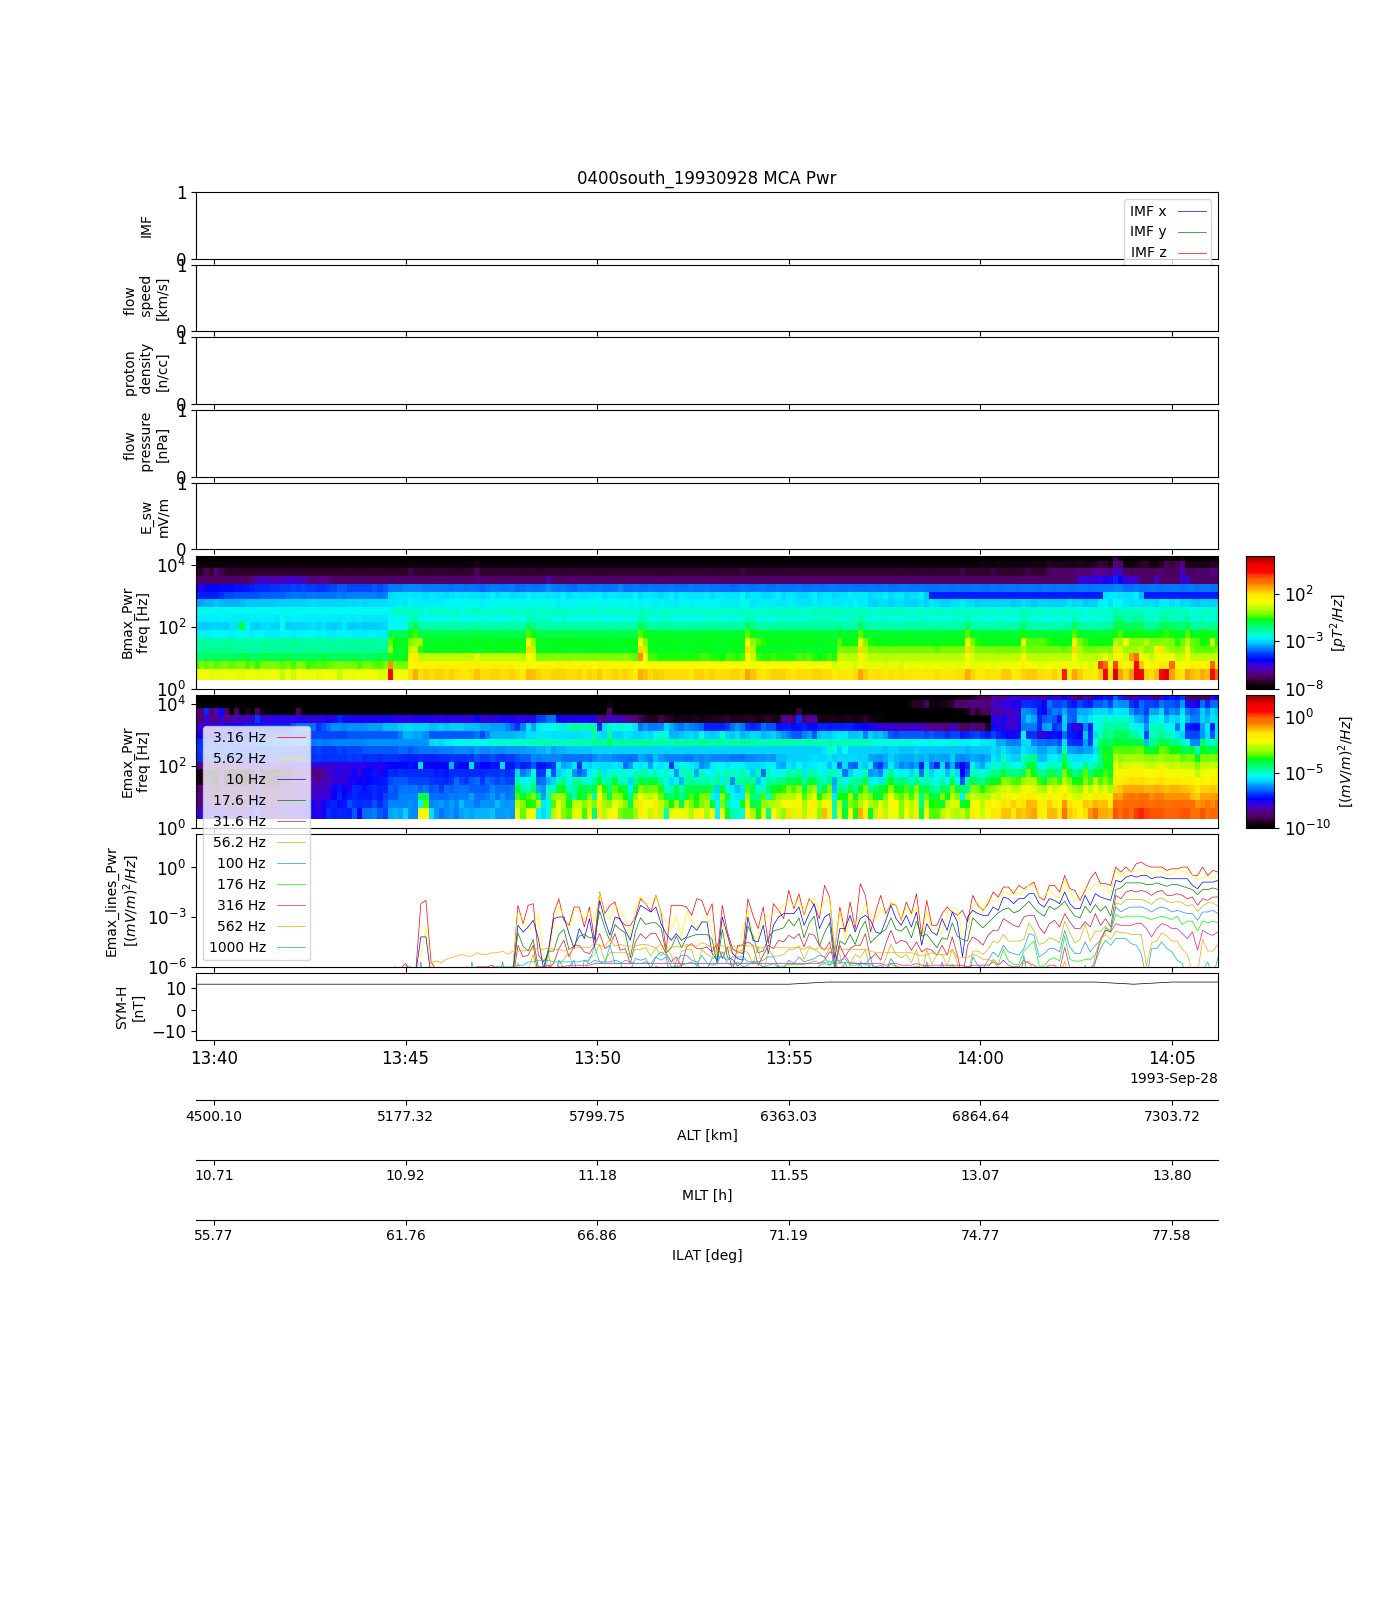 0400south_19930928 MCA Pwr
1
IMF
0
IMF x
IMF y
IMF z
1
flow
speed
[km/s]
0
1
proton
density
[n/cc]
0
1
flow
pressure
[nPa]
0
1
E_sw
mV/m
0
10^4
Bmax_Pwr
freq [Hz]
10^2
10^0
10^2
10^-3
10^-8
[pT^2/Hz]
10^4
Emax_Pwr
freq [Hz]
10^2
10^0
10^0
10^-5
10^-10
[(mV/m)^2/Hz]
3.16 Hz
5.62 Hz
10 Hz
17.6 Hz
31.6 Hz
56.2 Hz
100 Hz
176 Hz
316 Hz
562 Hz
1000 Hz
Emax_lines_Pwr
[(mV/m)^2/Hz]
10^0
10^-3
10^-6
SYM-H
[nT]
10
0
−10
13:40 13:45 13:50 13:55 14:00 14:05
1993-Sep-28
4500.10 5177.32 5799.75 6363.03 6864.64 7303.72
ALT [km]
10.71 10.92 11.18 11.55 13.07 13.80
MLT [h]
55.77 61.76 66.86 71.19 74.77 77.58
ILAT [deg]